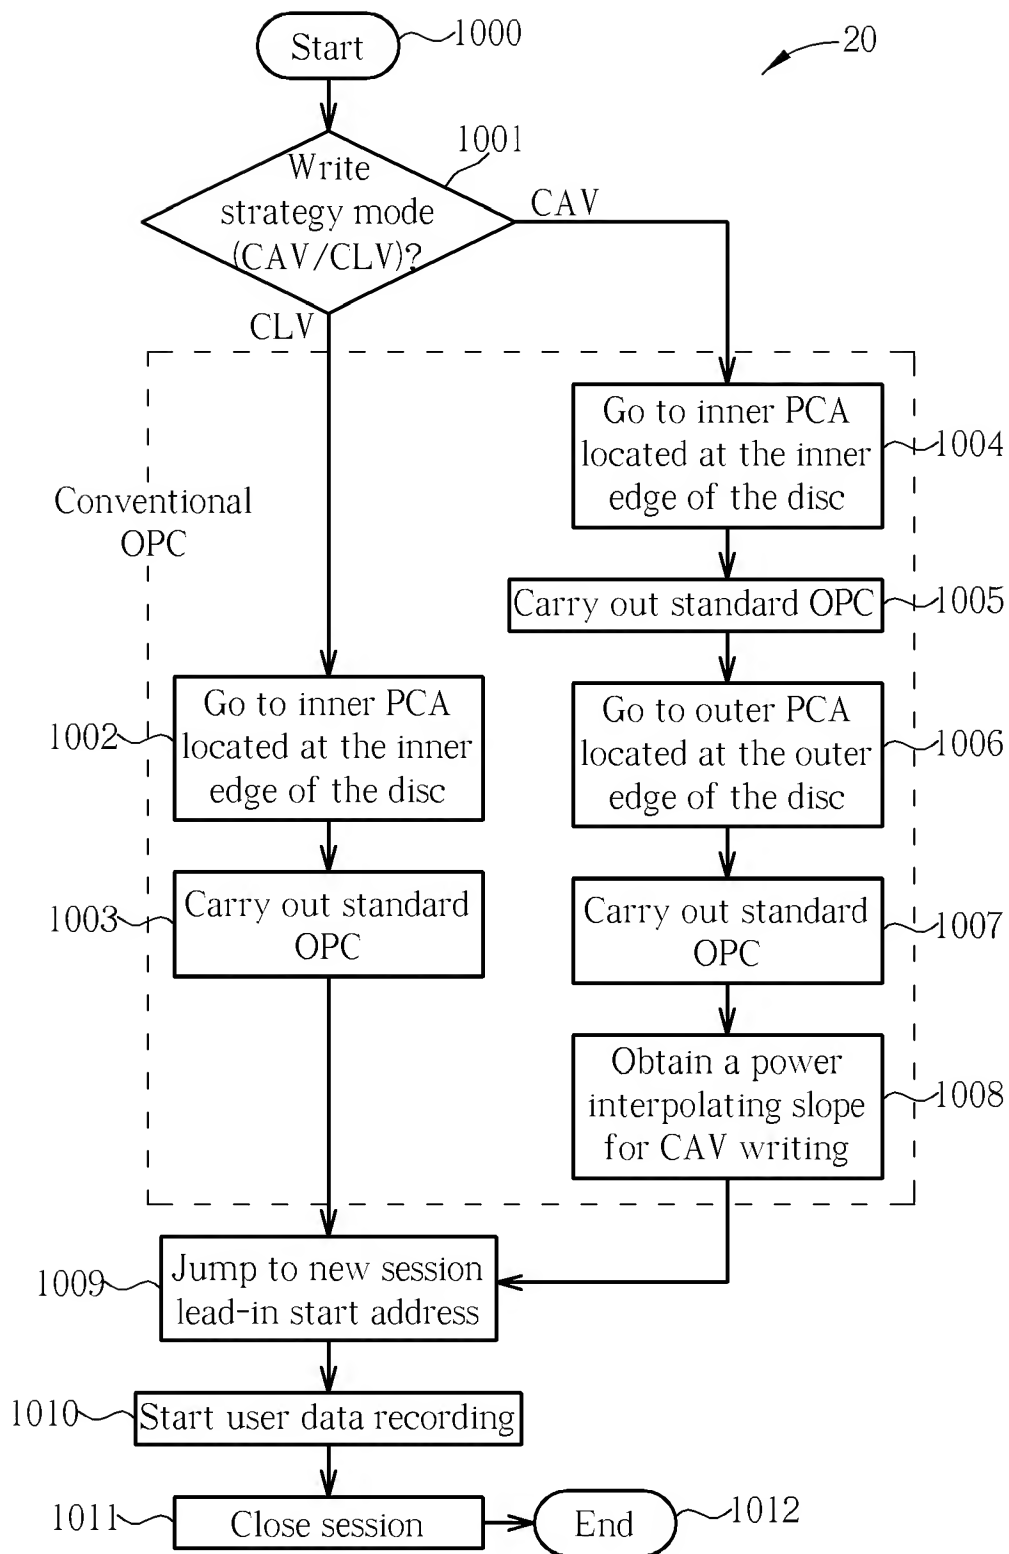 Start
1000
20
1001
Write
strategy mode
(CAV/CLV)?
CAV
CLV
Conventional
OPC
Go to inner PCA
located at the inner
edge of the disc
1004
Carry out standard OPC
1005
Go to inner PCA
located at the inner
edge of the disc
1002
Go to outer PCA
located at the outer
edge of the disc
1006
Carry out standard
OPC
1003
Carry out standard
OPC
1007
Obtain a power
interpolating slope
for CAV writing
1008
Jump to new session
lead-in start address
1009
1010
Start user data recording
1011
Close session
End
1012